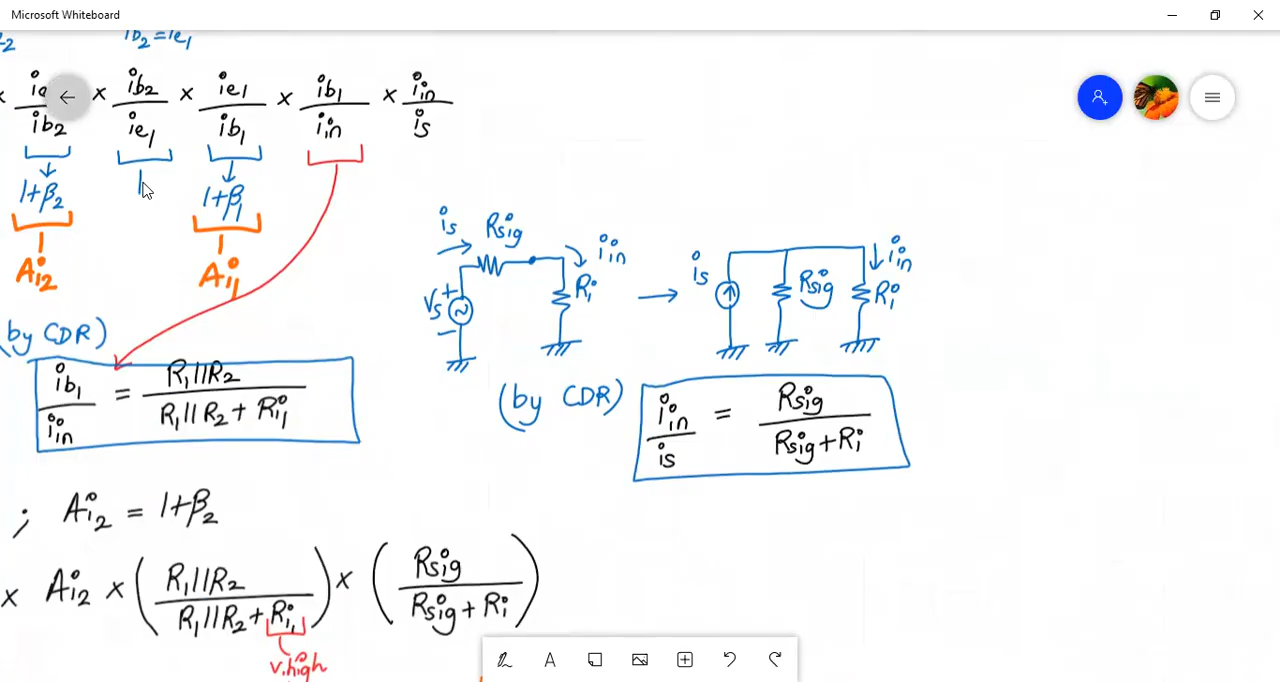 Microsoft Whiteboard
ib2 = ie1
× ib2 × ib2/ie1 × ie1/ib1 × ib1/iin × iin/is
1+β2 1 1+β1
Ai2 Ai1
is Rsig iin
Vs + − Ri
is Rsig iin Ri
(by CDR)
ib1/iin = R1||R2 / R1||R2 + Ri1
(by CDR) iin/is = Rsig / Rsig+Ri
; Ai2 = 1+β2
× Ai2 × (R1||R2 / R1||R2 + Ri1) × (Rsig / Rsig + Ri)
v.high